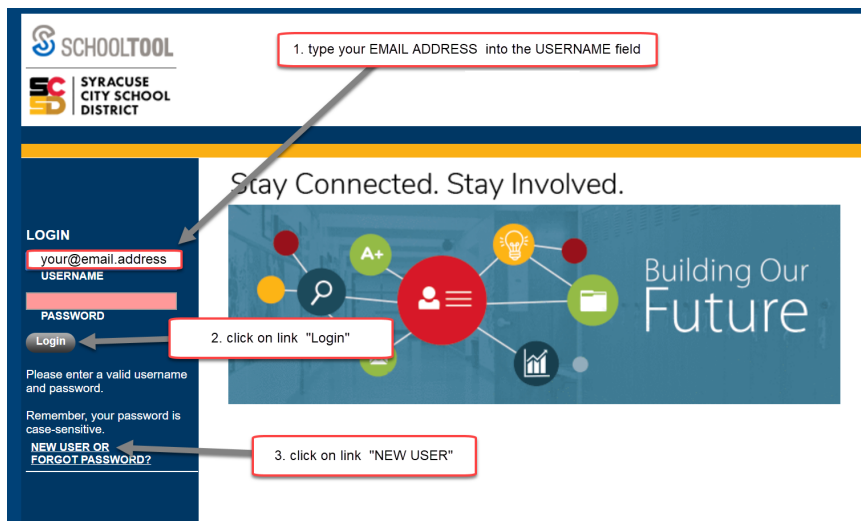 SCHOOLTOOL
SC
SD
SYRACUSE
CITY SCHOOL
DISTRICT
1. type your EMAIL ADDRESS into the USERNAME field
Stay Connected. Stay Involved.
LOGIN
your@email.address
USERNAME
PASSWORD
Login
2. click on link "Login"
Please enter a valid username
and password.
Remember, your password is
case-sensitive.
NEW USER OR
FORGOT PASSWORD?
3. click on link "NEW USER"
A+
Building Our
Future